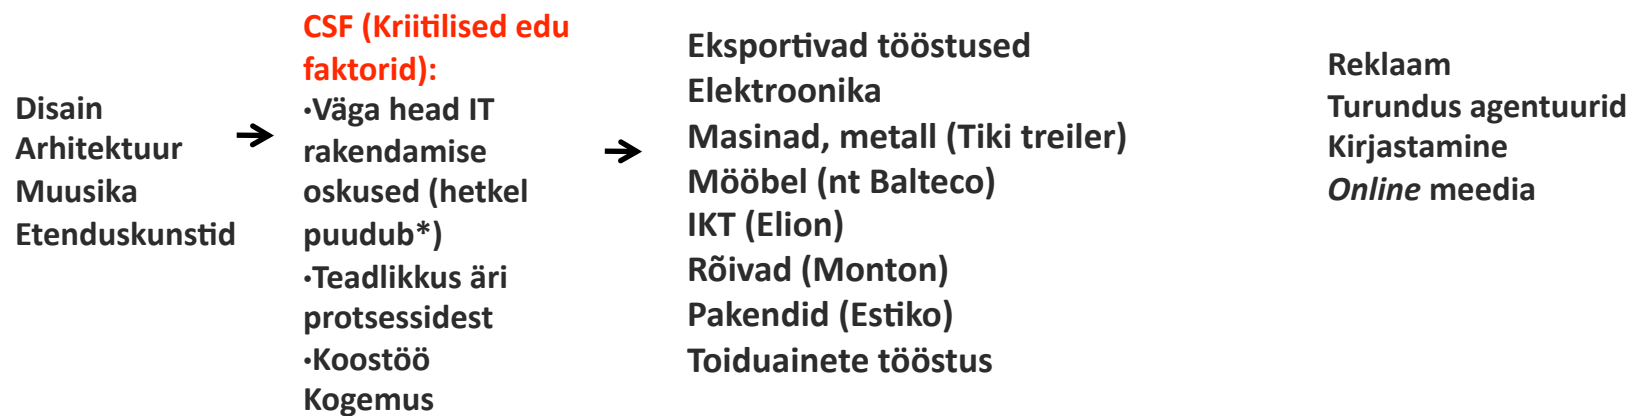 Disain
Arhitektuur
Muusika
Etenduskunstid
CSF (Kriitilised edu
faktorid):
•Väga head IT
rakendamise
oskused (hetkel
puudub*)
•Teadlikkus äri
protsessidest
•Koostöö
Kogemus
Eksportivad tööstused
Elektroonika
Masinad, metall (Tiki treiler)
Mööbel (nt Balteco)
IKT (Elion)
Rõivad (Monton)
Pakendid (Estiko)
Toiduainete tööstus
Reklaam
Turundus agentuurid
Kirjastamine
Online meedia